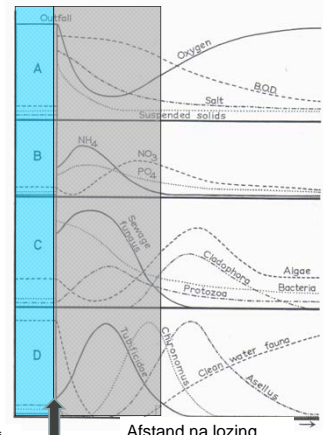 Outfall
Oxygen
A
B.O.D
Salt
Suspended solids
B
NH4
NO3
PO4
C
Sewage fungus
Cladophora
Algae
Bacteria
Protozoa
D
Tubificidae
Chironomus
Clean water fauna
Asellus
Afstand na lozing